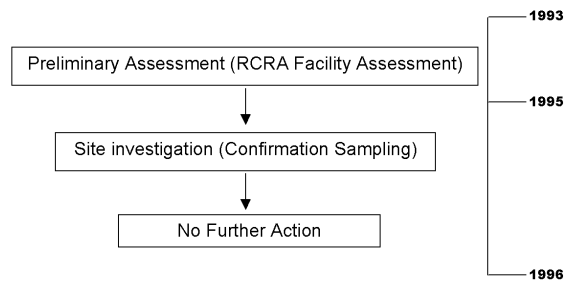 1993
Preliminary Assessment (RCRA Facility Assessment)
1995
Site investigation (Confirmation Sampling)
No Further Action
1996